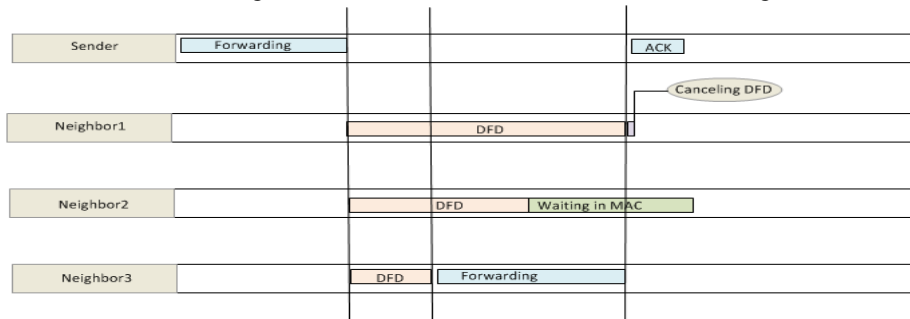 Sender
Forwarding
ACK
Canceling DFD
Neighbor1
DFD
Neighbor2
DFD
Waiting in MAC
Neighbor3
DFD
Forwarding